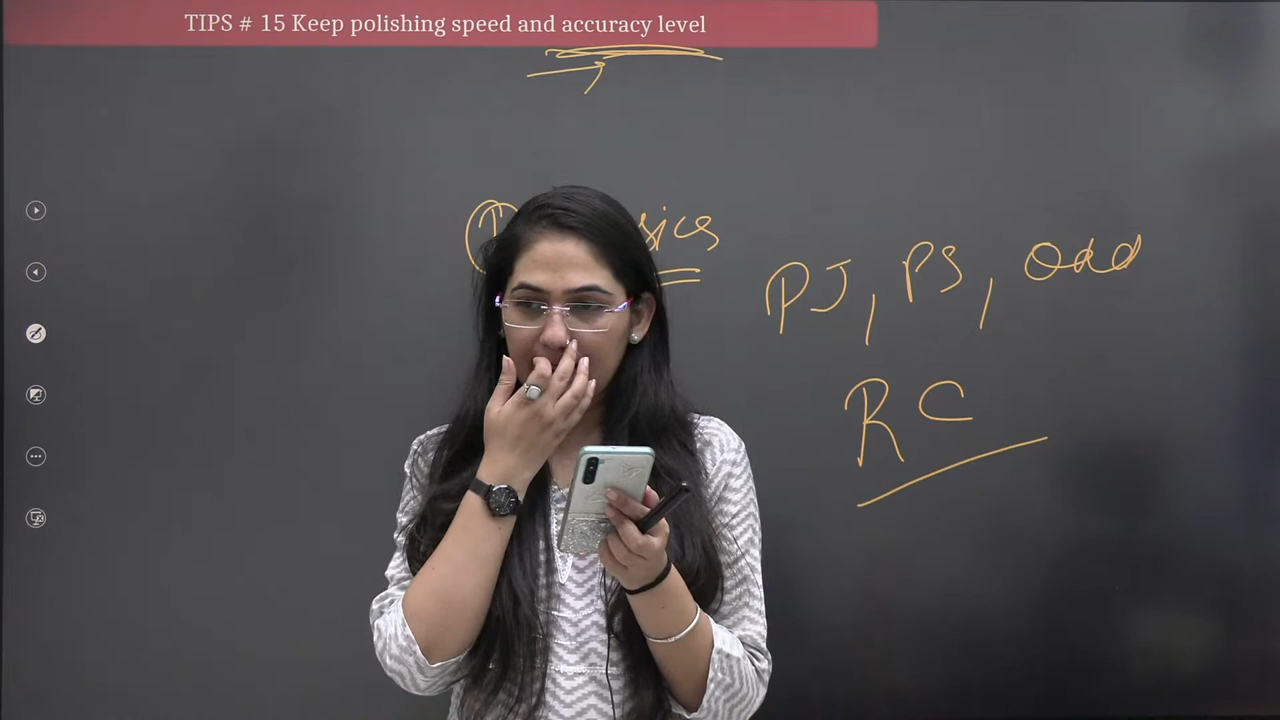 TIPS # 15 Keep polishing speed and accuracy level
PJ, PS, Odd
RC